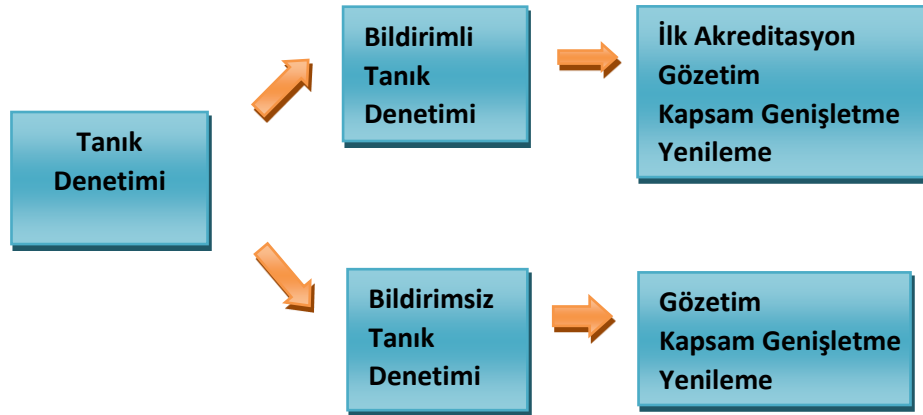 Tanık
Denetimi
Bildirimli
Tanık
Denetimi
İlk Akreditasyon
Gözetim
Kapsam Genişletme
Yenileme
Bildirimsiz
Tanık
Denetimi
Gözetim
Kapsam Genişletme
Yenileme